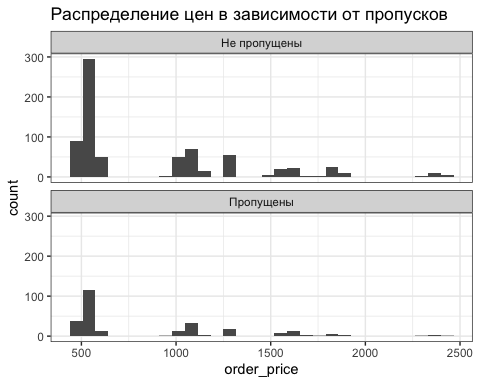 Распределение цен в зависимости от пропусков
Не пропущены
300
200
100
0
Пропущены
300
200
100
0
count
500 1000 1500 2000 2500
order_price